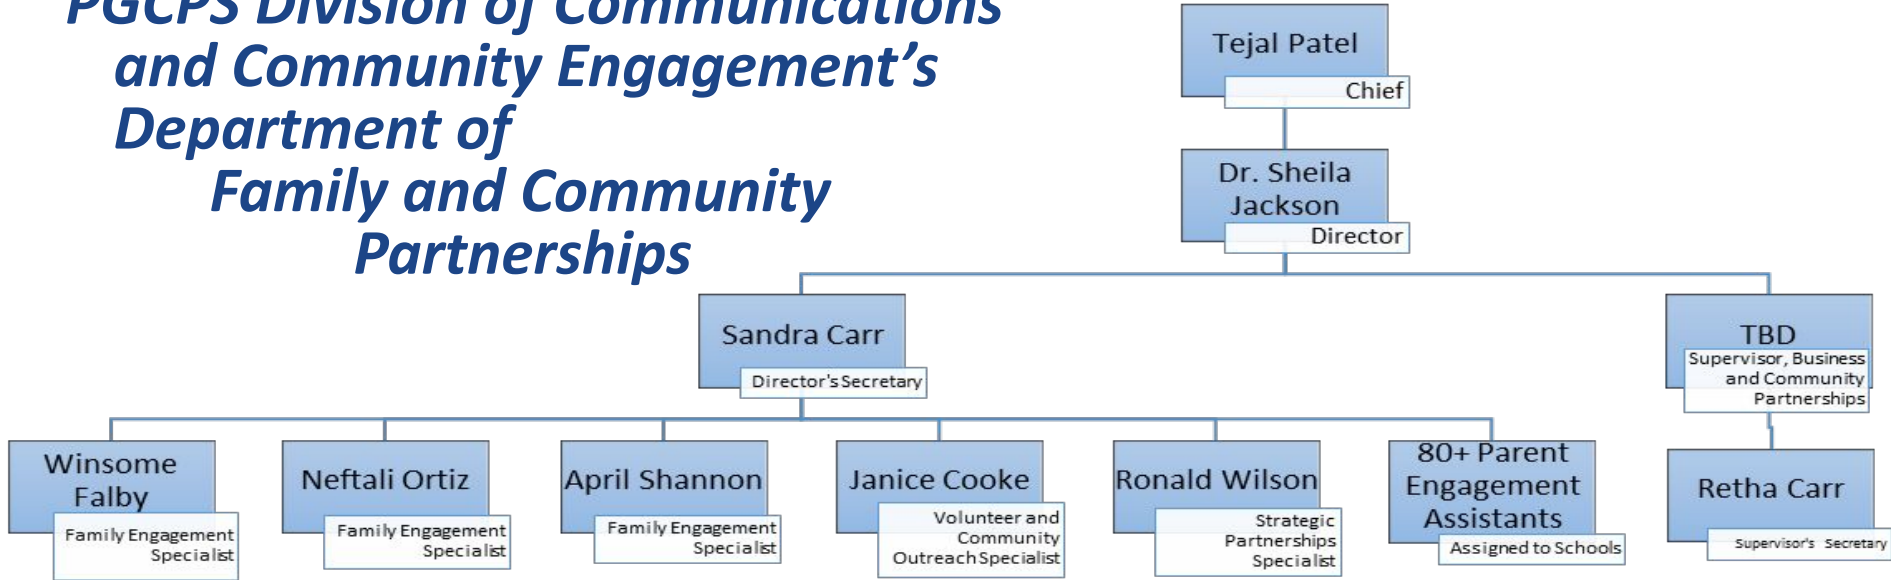 PGCPS Division of Communications
and Community Engagement’s
Department of
Family and Community
Partnerships
Tejal Patel
Chief
Dr. Sheila
Jackson
Director
Sandra Carr
Director's Secretary
TBD
Supervisor, Business
and Community
Partnerships
Winsome
Falby
Family Engagement
Specialist
Neftali Ortiz
Family Engagement
Specialist
April Shannon
Family Engagement
Specialist
Janice Cooke
Volunteer and
Community
Outreach Specialist
Ronald Wilson
Strategic
Partnerships
Specialist
80+ Parent
Engagement
Assistants
Assigned to Schools
Retha Carr
Supervisor's Secretary